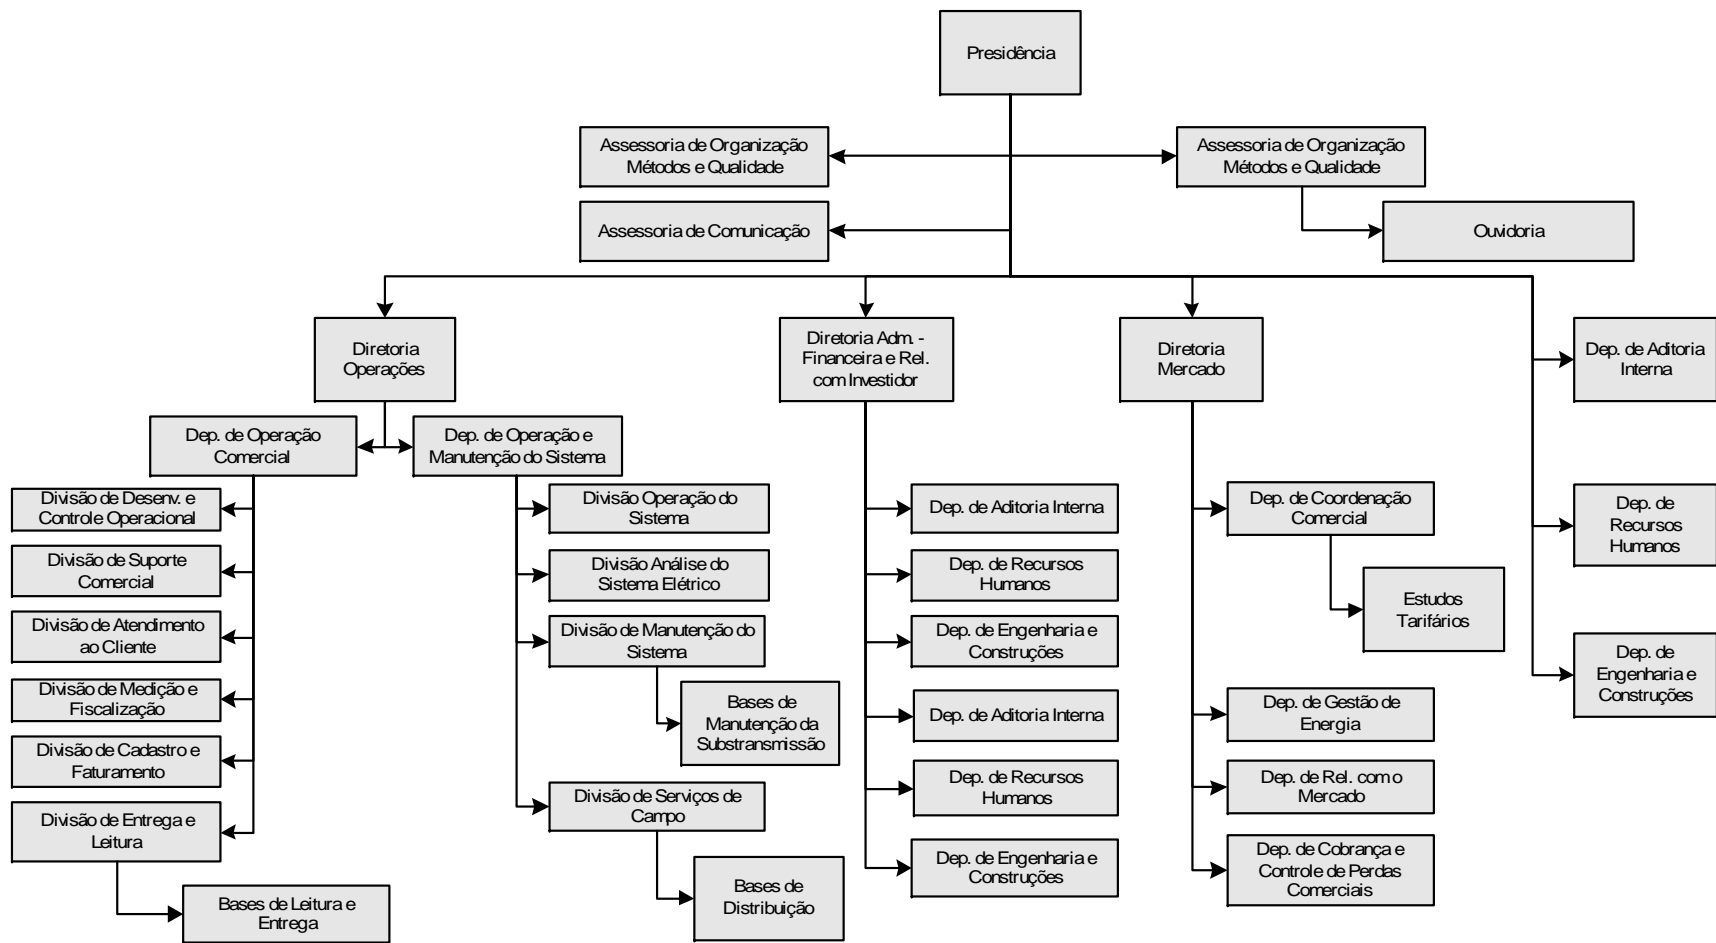 Presidência
Assessoria de Organização
Métodos e Qualidade
Assessoria de Organização
Métodos e Qualidade
Assessoria de Comunicação
Ouvidoria
Diretoria
Operações
Diretoria Adm. -
Financeira e Rel.
com Investidor
Diretoria
Mercado
Dep. de Aditoria
Interna
Dep. de Operação
Comercial
Dep. de Operação e
Manutenção do Sistema
Divisão de Desenv. e
Controle Operacional
Divisão de Suporte
Comercial
Divisão de Atendimento
ao Cliente
Divisão de Medição e
Fiscalização
Divisão de Cadastro e
Faturamento
Divisão de Entrega e
Leitura
Bases de Leitura e
Entrega
Divisão Operação do
Sistema
Divisão Análise do
Sistema Elétrico
Divisão de Manutenção do
Sistema
Bases de
Manutenção da
Substransmissão
Divisão de Serviços de
Campo
Bases de
Distribuição
Dep. de Aditoria Interna
Dep. de Recursos
Humanos
Dep. de Engenharia e
Construções
Dep. de Aditoria Interna
Dep. de Recursos
Humanos
Dep. de Engenharia e
Construções
Dep. de Coordenação
Comercial
Estudos
Tarifários
Dep. de Gestão de
Energia
Dep. de Rel. com o
Mercado
Dep. de Cobrança e
Controle de Perdas
Comerciais
Dep. de
Recursos
Humanos
Dep. de
Engenharia e
Construções